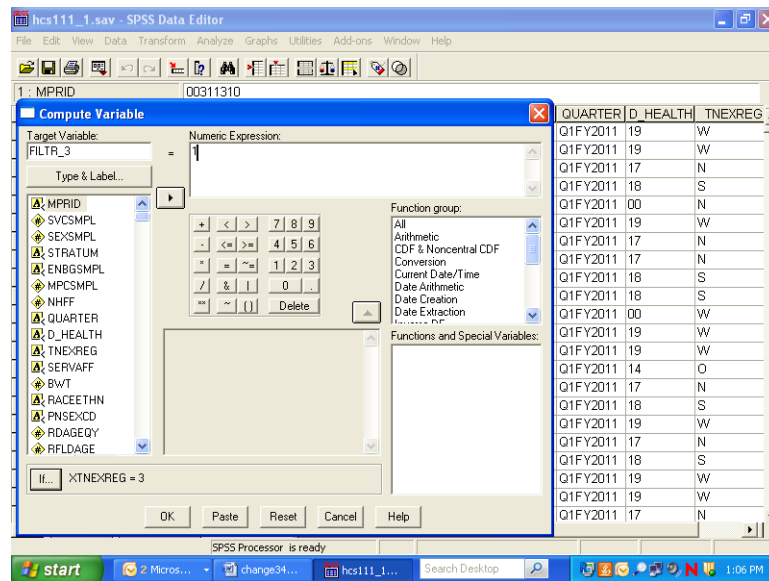 hcs111_1.sav - SPSS Data Editor
File Edit View Data Transform Analyze Graphs Utilities Add-ons Window Help
1 : MPRID 00311310
Compute Variable
QUARTER D_HEALTH TNEXREG
Target Variable:
FILTR_3
=
Numeric Expression:
1
Type & Label...
MPRID
SVCSMPL
SEXSMPL
STRATUM
ENBGSMPL
MPCSMPL
NHFF
QUARTER
D_HEALTH
TNEXREG
SERVAFF
BWT
RACEETHN
PNSEXCD
RDAGEQY
RFLDAGE
+ < > 7 8 9
- <= >= 4 5 6
* = ~= 1 2 3
/ & | 0 .
** ~ () Delete
Function group:
All
Arithmetic
CDF & Noncentral CDF
Conversion
Current Date/Time
Date Arithmetic
Date Creation
Date Extraction
Functions and Special Variables:
If... XTNEXREG = 3
OK Paste Reset Cancel Help
Q1FY2011 19 W
Q1FY2011 19 W
Q1FY2011 17 N
Q1FY2011 18 S
Q1FY2011 00 N
Q1FY2011 19 W
Q1FY2011 17 N
Q1FY2011 17 N
Q1FY2011 18 S
Q1FY2011 18 S
Q1FY2011 00 W
Q1FY2011 19 W
Q1FY2011 19 W
Q1FY2011 14 O
Q1FY2011 17 N
Q1FY2011 18 S
Q1FY2011 19 W
Q1FY2011 17 N
Q1FY2011 18 S
Q1FY2011 19 W
Q1FY2011 19 W
Q1FY2011 17 N
SPSS Processor is ready
start
2 Micros...
change34...
hcs111_1...
Search Desktop
1:06 PM